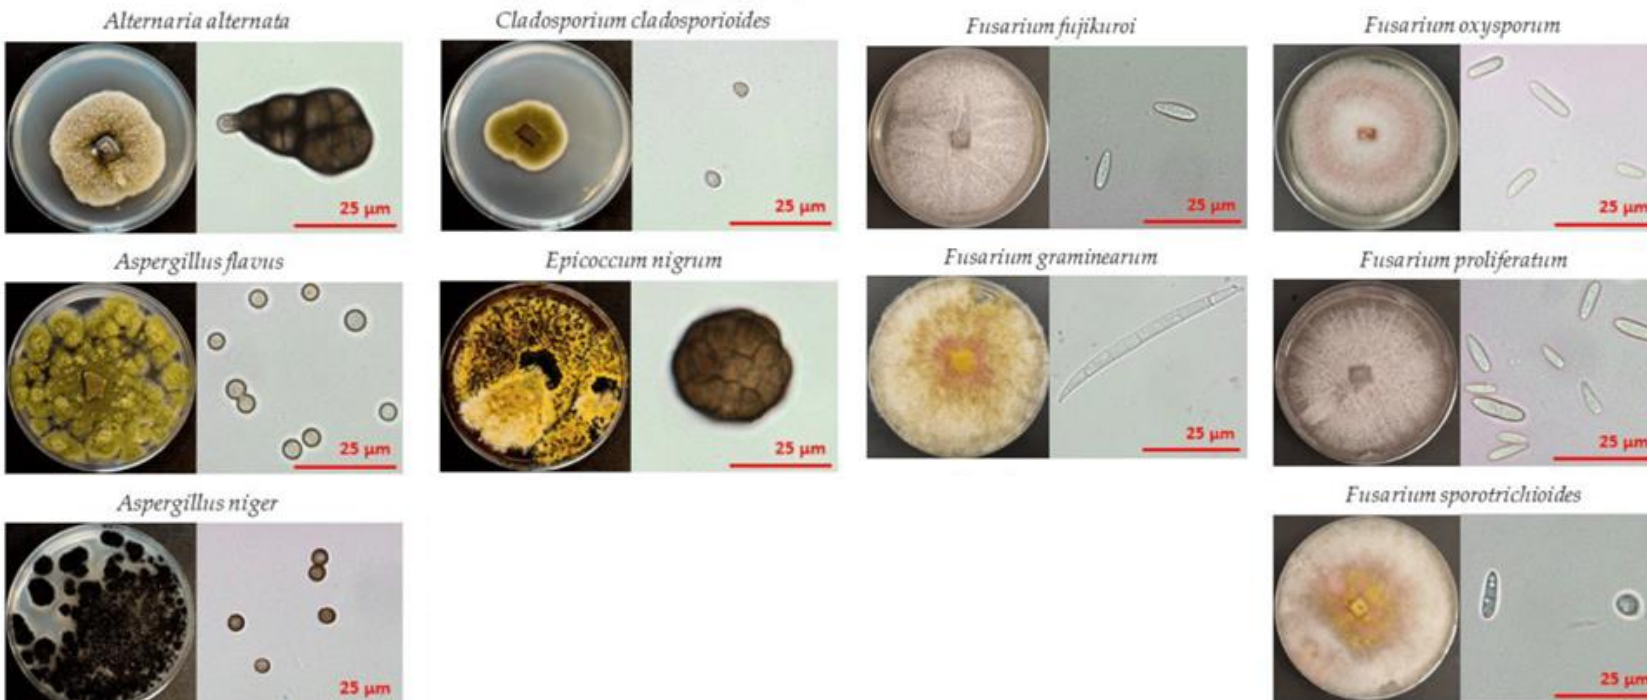 Alternaria alternata
Cladosporium cladosporioides
Fusarium fujikuroi
Fusarium oxysporum
25 µm
25 µm
25 µm
25 µm
Aspergillus flavus
Epicoccum nigrum
Fusarium graminearum
Fusarium proliferatum
25 µm
25 µm
25 µm
25 µm
Aspergillus niger
Fusarium sporotrichioides
25 µm
25 µm